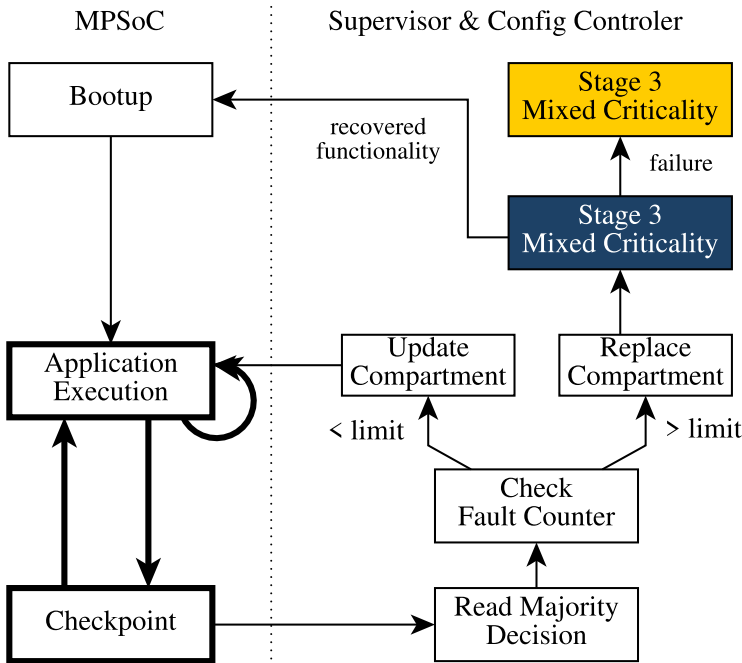 MPSoC
Supervisor & Config Controler
Bootup
Stage 3
Mixed Criticality
recovered
functionality
failure
Stage 3
Mixed Criticality
Application
Execution
Update
Compartment
Replace
Compartment
< limit
> limit
Check
Fault Counter
Checkpoint
Read Majority
Decision